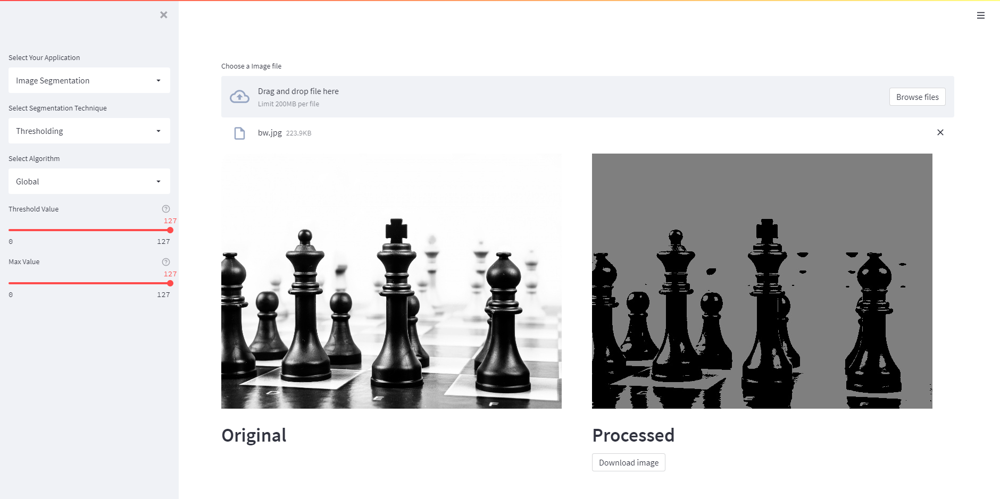 Select Your Application
Image Segmentation
Select Segmentation Technique
Thresholding
Select Algorithm
Global
Threshold Value
127
0 127
Max Value
127
0 127
Choose a Image file
Drag and drop file here
Limit 200MB per file
Browse files
bw.jpg 223.9KB
D
E
F
Original
Processed
Download image